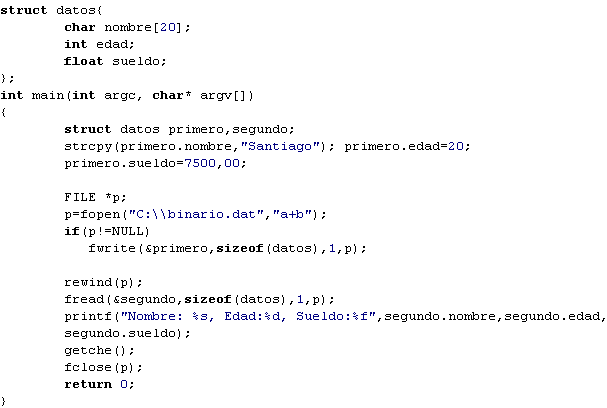 struct datos{
char nombre[20];
int edad;
float sueldo;
};
int main(int argc, char* argv[])
{
struct datos primero,segundo;
strcpy(primero.nombre,"Santiago"); primero.edad=20;
primero.sueldo=7500,00;
FILE *p;
p=fopen("C:\\binario.dat","a+b");
if(p!=NULL)
fwrite(&primero,sizeof(datos),1,p);
rewind(p);
fread(&segundo,sizeof(datos),1,p);
printf("Nombre: %s, Edad:%d, Sueldo:%f",segundo.nombre,segundo.edad,
segundo.sueldo);
getche();
fclose(p);
return 0;
}